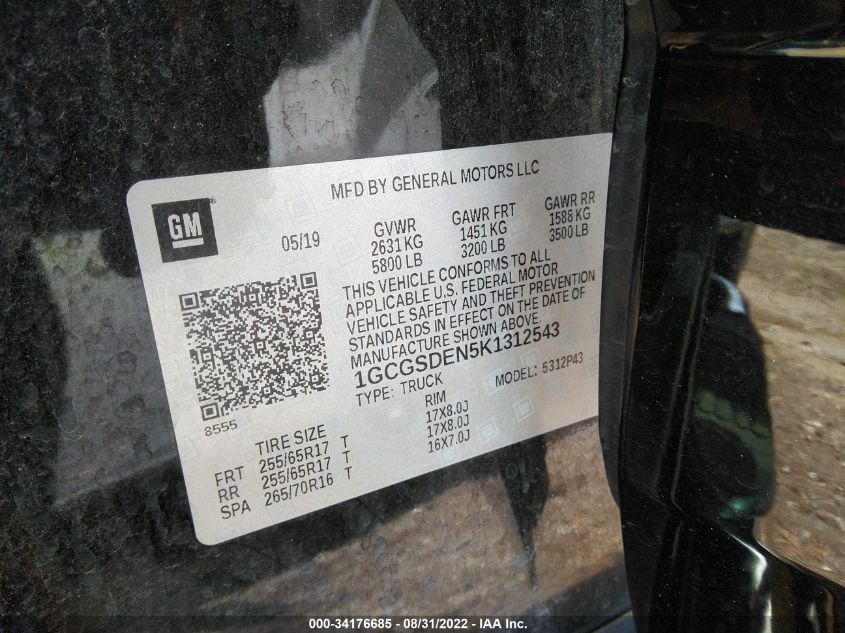 MFD BY GENERAL MOTORS LLC
GM
05/19
GVWR
2631 KG
5800 LB
GAWR FRT
1451 KG
3200 LB
GAWR RR
1588 KG
3500 LB
THIS VEHICLE CONFORMS TO ALL
APPLICABLE U.S. FEDERAL MOTOR
VEHICLE SAFETY AND THEFT PREVENTION
STANDARDS IN EFFECT ON THE DATE OF
MANUFACTURE SHOWN ABOVE.
1GCGSDEN5K1312543
TYPE: TRUCK MODEL: 5312P43
8555
TIRE SIZE RIM
FRT 255/65R17 T 17X8.0J
RR 255/65R17 T 17X8.0J
SPA 265/70R16 T 16X7.0J
000-34176685 - 08/31/2022 - IAA Inc.